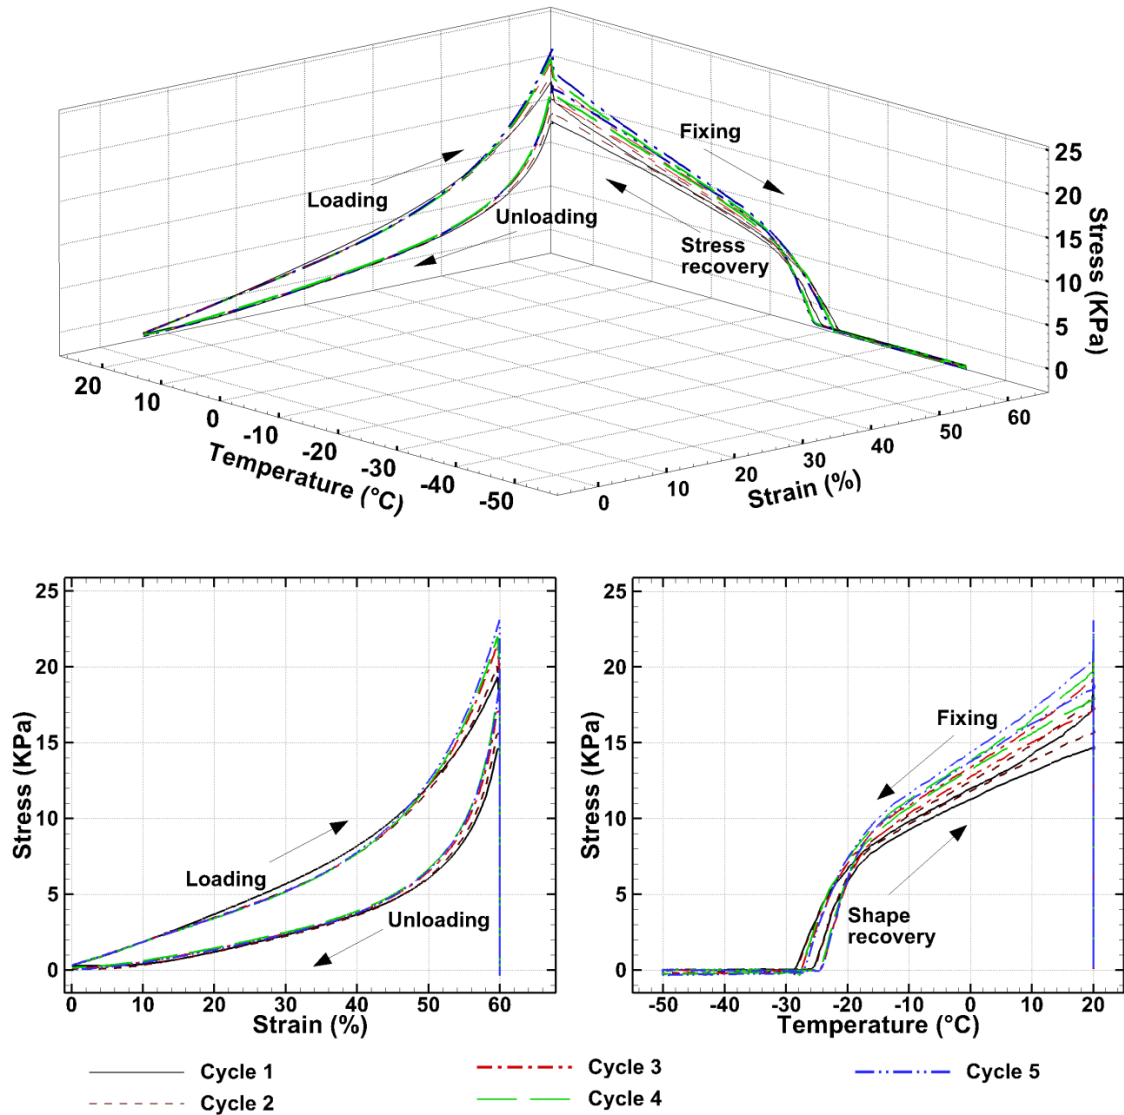 Loading
Unloading
Fixing
Stress
recovery
25
20
15
10
5
0
Stress (KPa)
20
10
0
-10
-20
-30
-40
-50
Temperature (°C)
0
10
20
30
40
50
60
Strain (%)
25
20
15
10
5
0
Stress (KPa)
Loading
Unloading
0
10
20
30
40
50
60
Strain (%)
25
20
15
10
5
0
Stress (KPa)
Fixing
Shape
recovery
-50
-40
-30
-20
-10
0
10
20
Temperature (°C)
Cycle 1
Cycle 2
Cycle 3
Cycle 4
Cycle 5